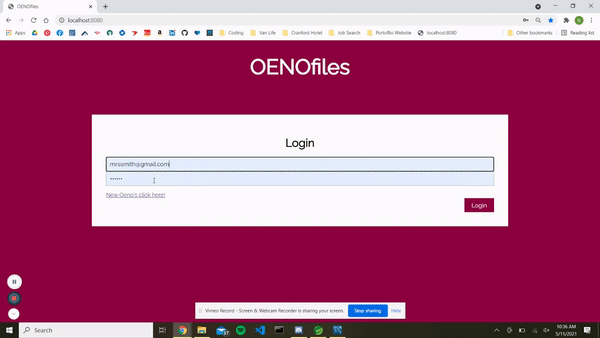 OENOfiles
localhost:8080
Apps
Coding
Van Life
Cranford Hotel
Job Search
Portoflio Website
localhost:8080
Other bookmarks
Reading list
OENOfiles
Login
mrssmith@gmail.com
New Oeno's click here!
Login
Vimeo Record - Screen & Webcam Recorder is sharing your screen.
Stop sharing
Hide
Search
10:36 AM
5/11/2021